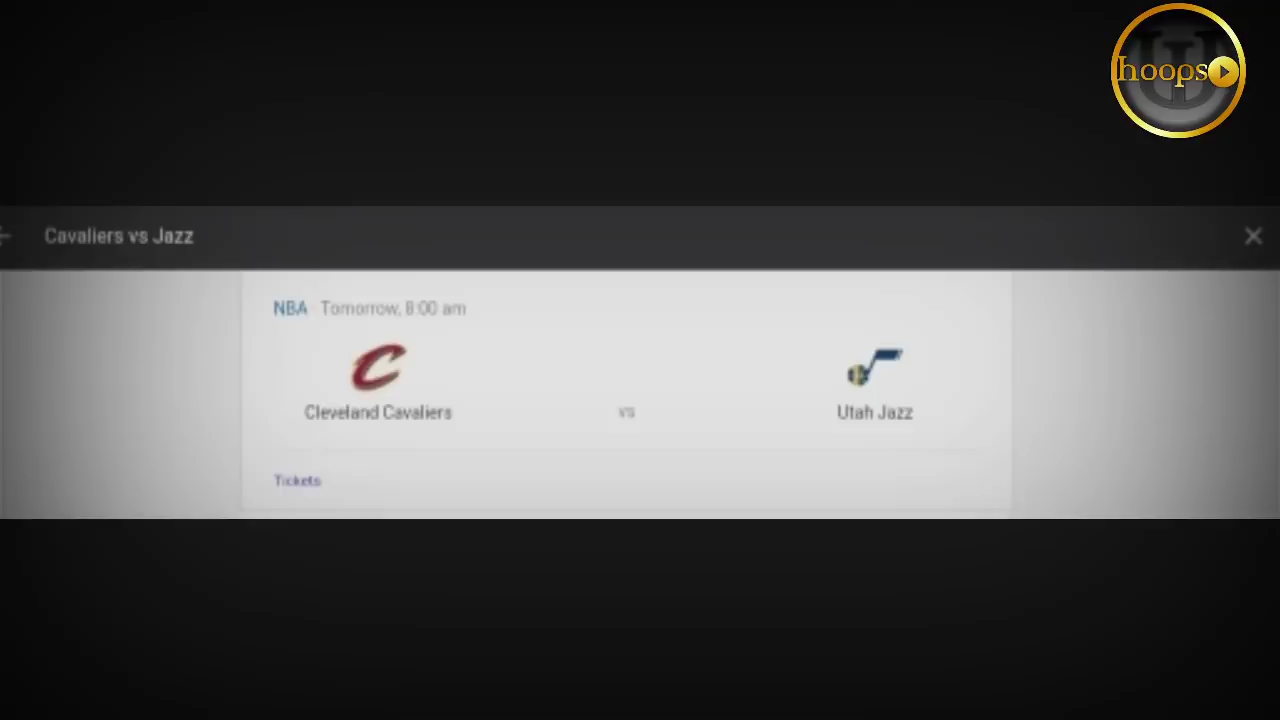 hoops
Cavaliers vs Jazz
NBA · Tomorrow, 8:00 am
Cleveland Cavaliers
vs
Utah Jazz
Tickets